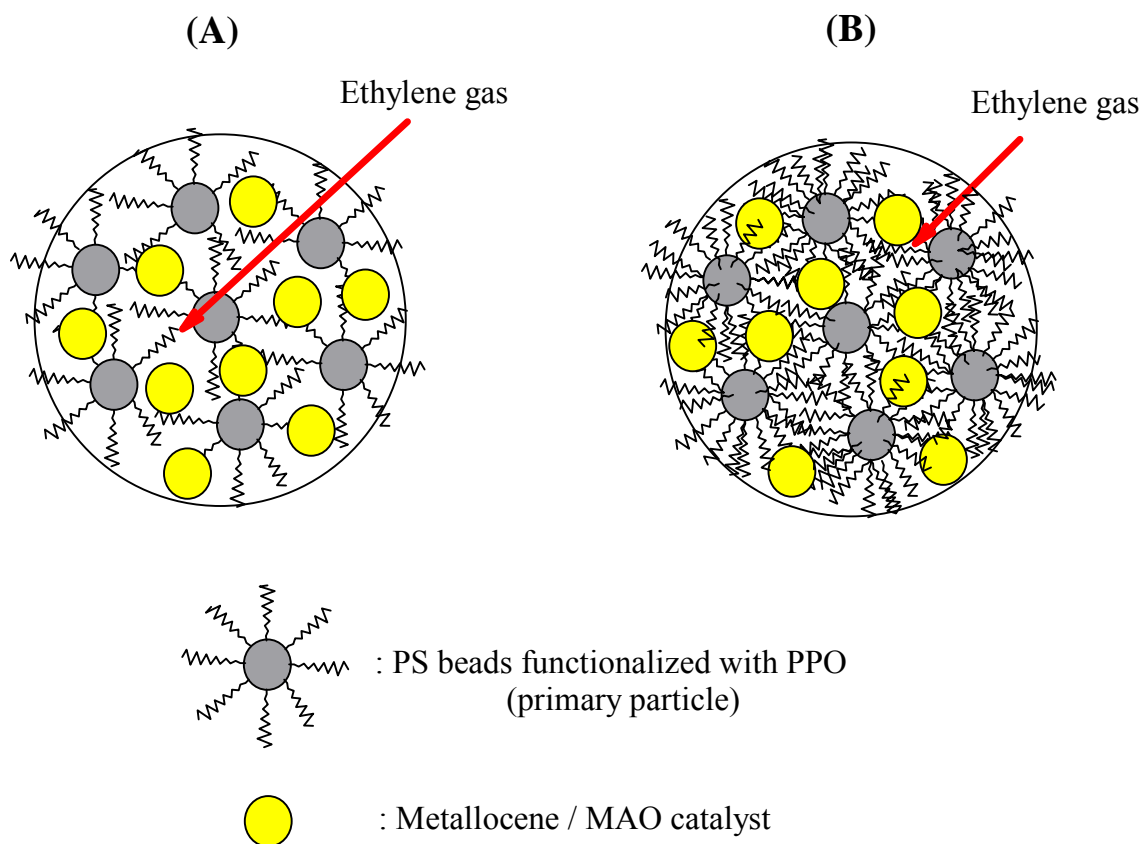 (A)
(B)
Ethylene gas
Ethylene gas
: PS beads functionalized with PPO
(primary particle)
: Metallocene / MAO catalyst